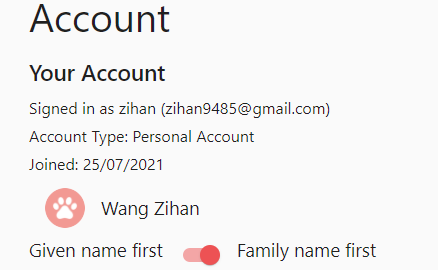 Account
Your Account
Signed in as zihan (zihan9485@gmail.com)
Account Type: Personal Account
Joined: 25/07/2021
Wang Zihan
Given name first Family name first